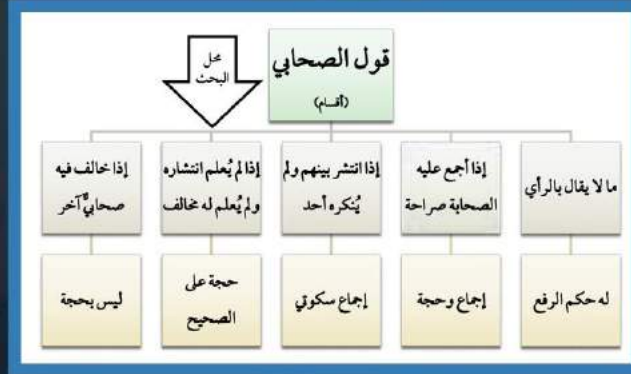 قول الصحابي
(أقسام)
محل
البحث
ما لا يقال بالرأي
إذا أجمع عليه
الصحابة صراحة
إذا انتشر بينهم ولم
يُنكره أحد
إذا لم يُعلم انتشاره
ولم يُعلم له مخالف
إذا خالف فيه
صحابيٌّ آخر
له حكم الرفع
إجماع وحجة
إجماع سكوتي
حجة على
الصحيح
ليس بحجة